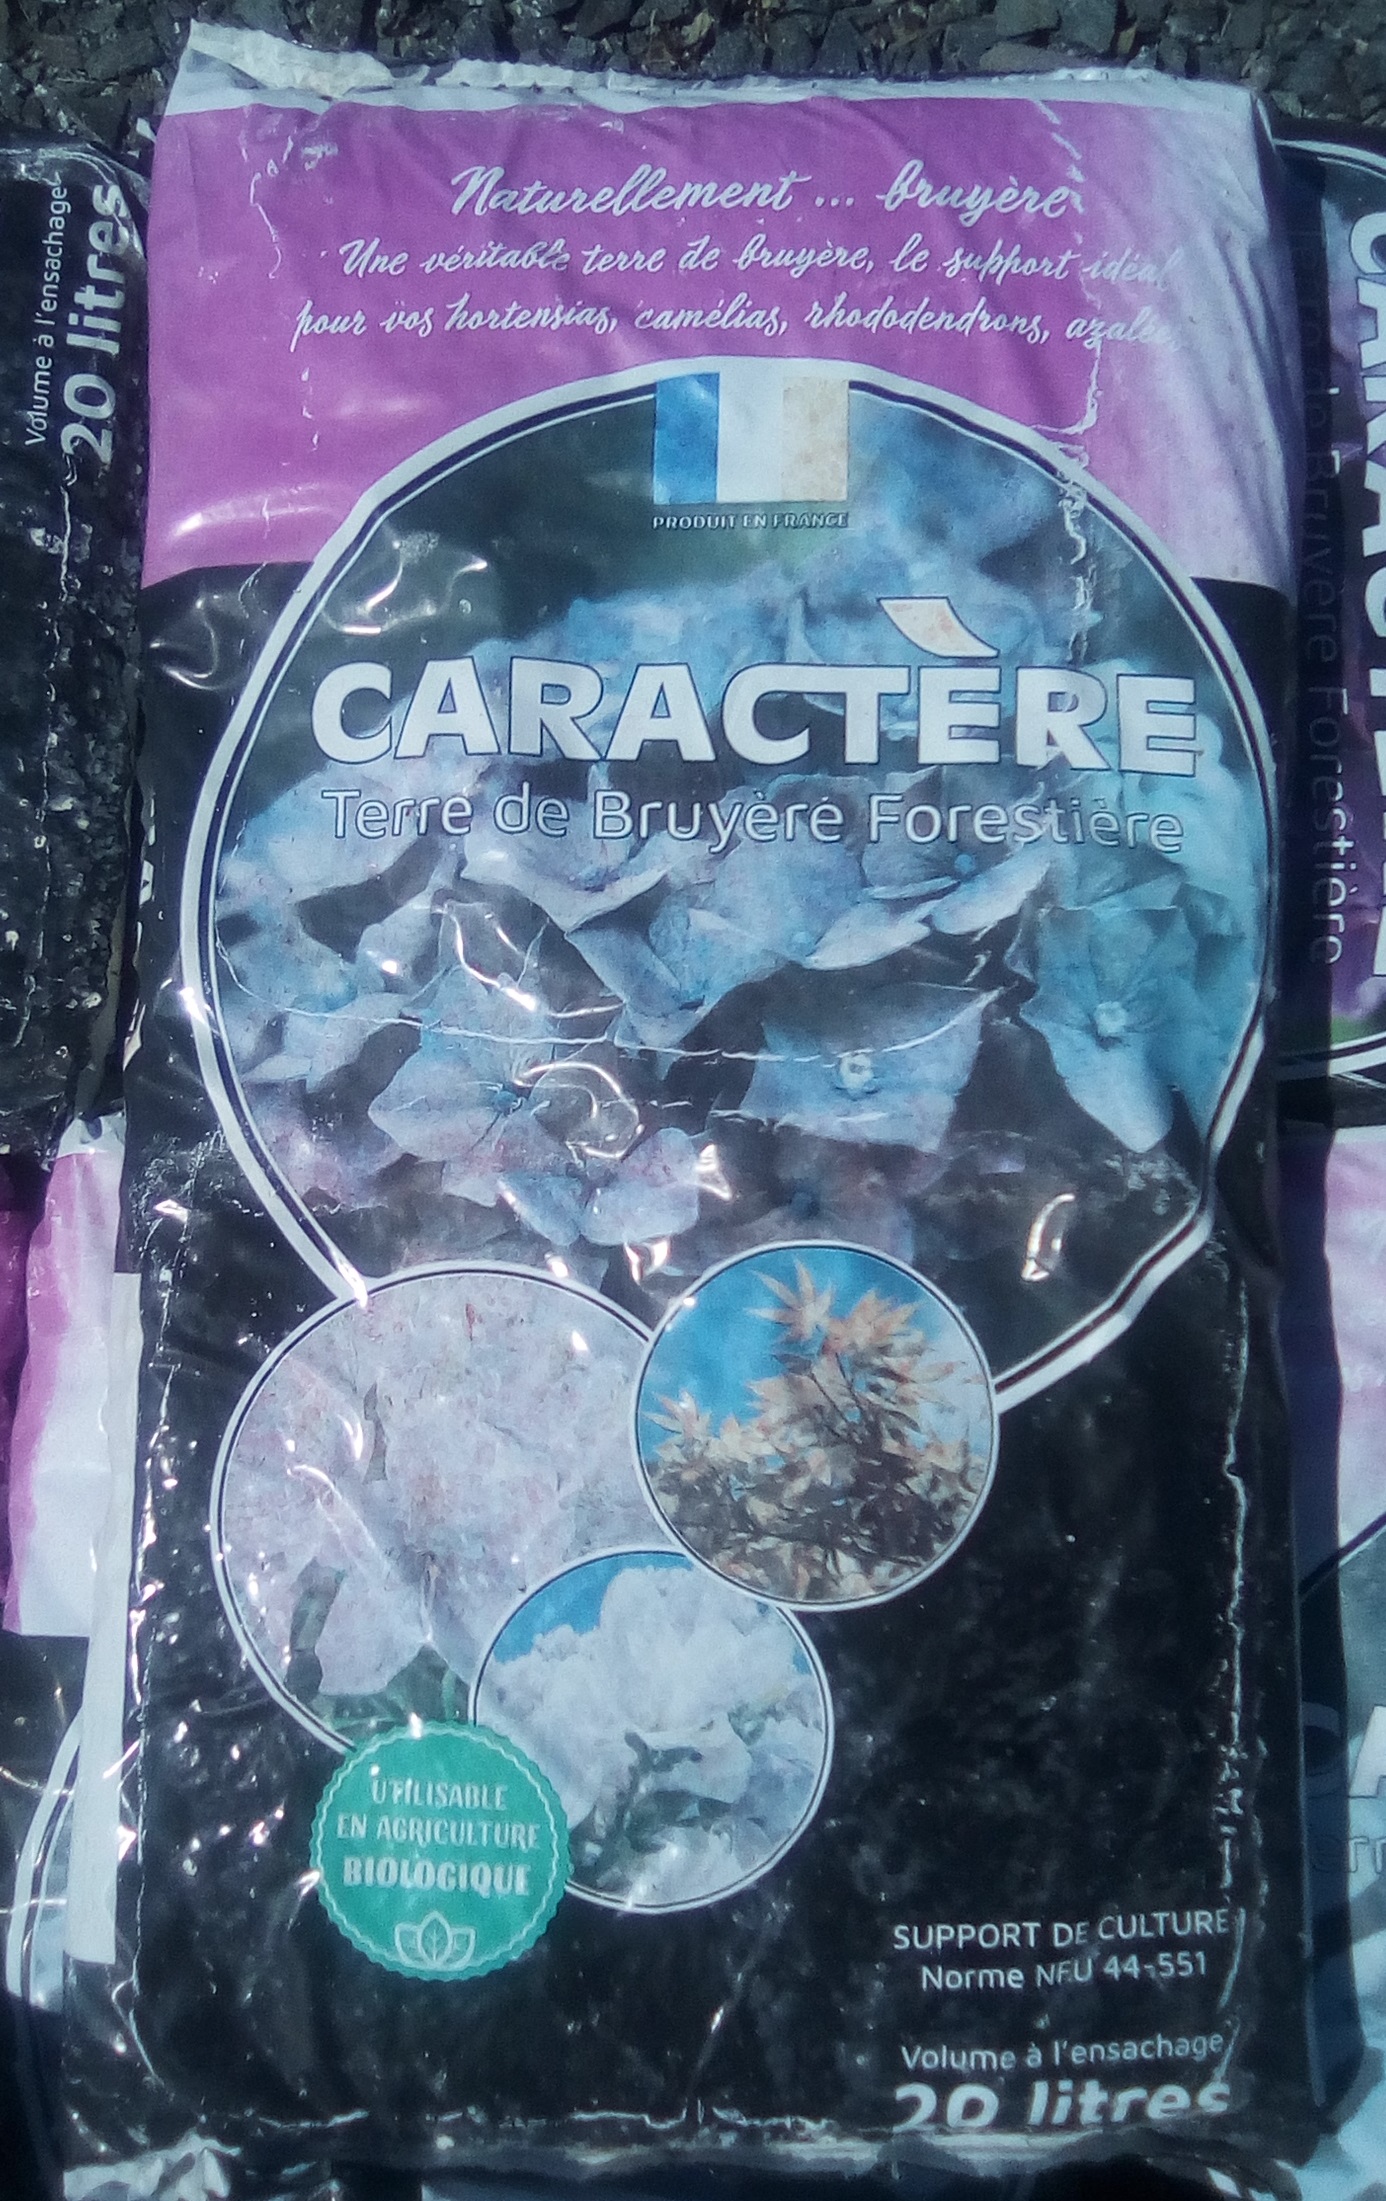 Naturellement ... bruyère
Une véritable terre de bruyère, le support idéal
pour vos hortensias, camélias, rhododendrons,
PRODUIT EN FRANCE
CARACTÈRE
Terre de Bruyère Forestière
UTILISABLE
EN AGRICULTURE
BIOLOGIQUE
SUPPORT DE CULTURE
Norme NFU 44-551
Volume à l'ensachage
20 litres
Volume à l'ensachage
20 litres
de Bruyère Forestière